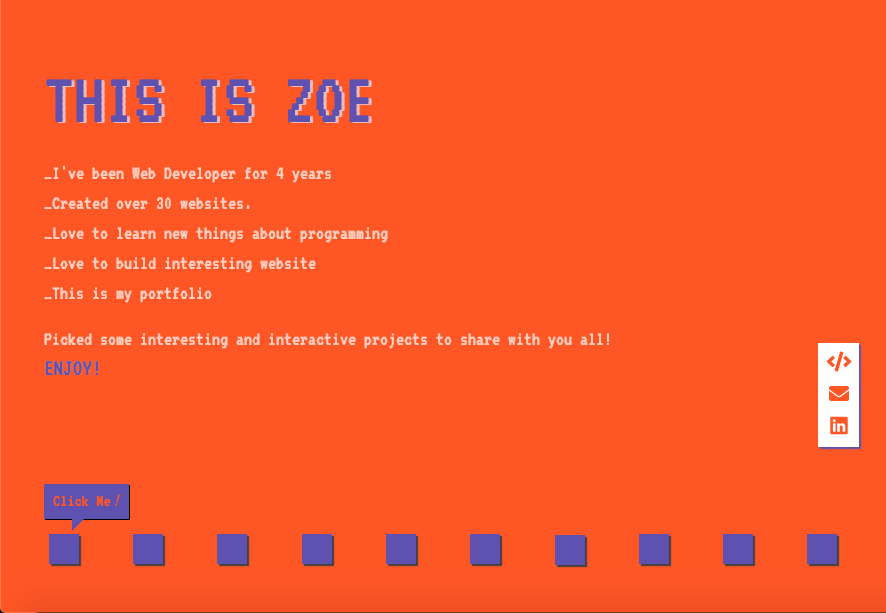 THIS IS ZOE
_I've been Web Developer for 4 years
_Created over 30 websites.
_Love to learn new things about programming
_Love to build interesting website
_This is my portfolio
Picked some interesting and interactive projects to share with you all!
ENJOY!
</>
in
Click Me!